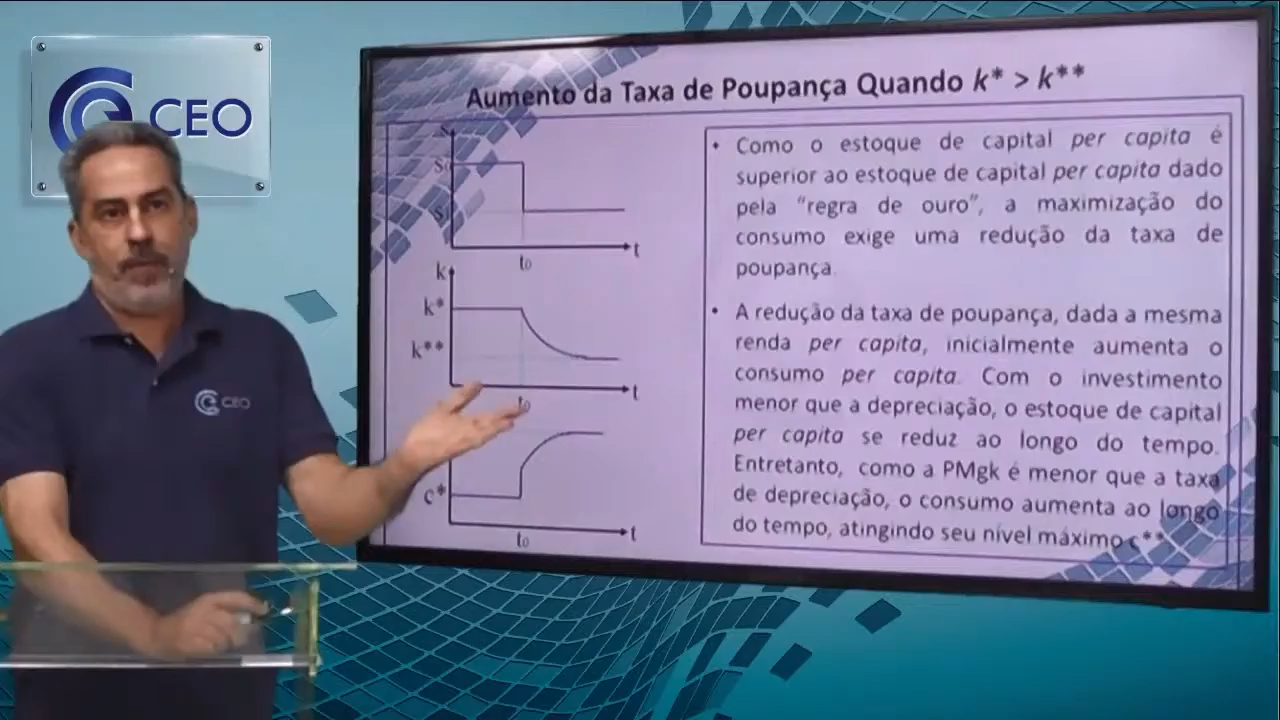 CEO
Aumento da Taxa de Poupança Quando k* > k**
s
S₀
S
t₀
t
k
k*
k**
t₀
t
c*
t₀
t
• Como o estoque de capital per capita é
superior ao estoque de capital per capita dado
pela “regra de ouro”, a maximização do
consumo exige uma redução da taxa de
poupança.
• A redução da taxa de poupança, dada a mesma
renda per capita, inicialmente aumenta o
consumo per capita. Com o investimento
menor que a depreciação, o estoque de capital
per capita se reduz ao longo do tempo.
Entretanto, como a PMgk é menor que a taxa
de depreciação, o consumo aumenta ao longo
do tempo, atingindo seu nível máximo c**
CEO